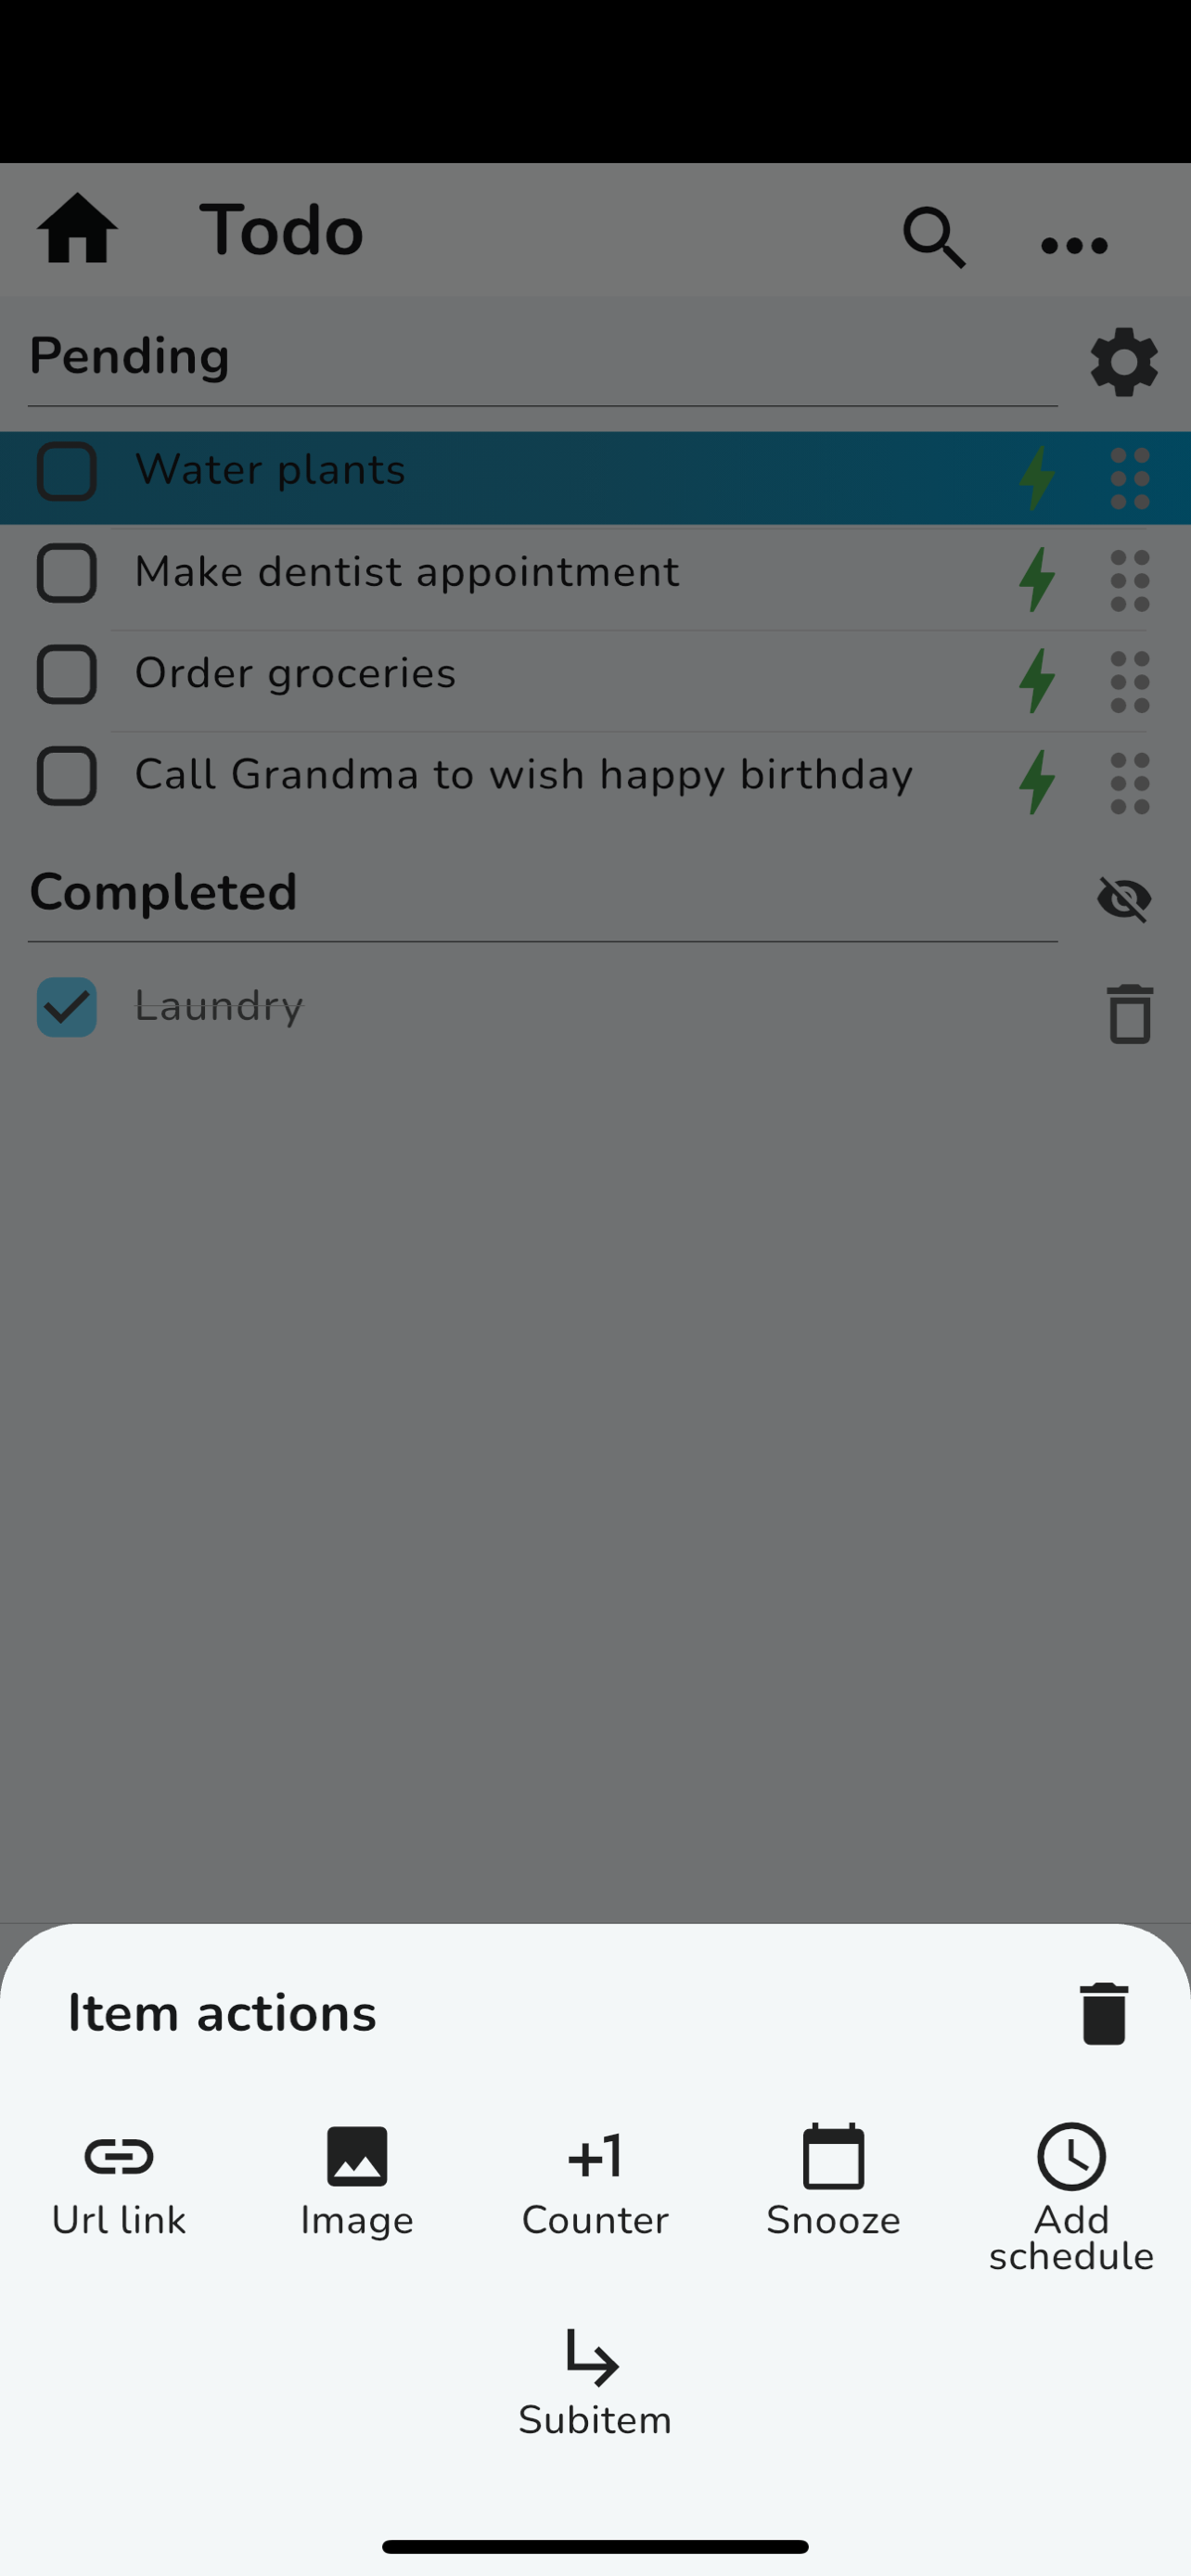 Todo
Pending
Water plants
Make dentist appointment
Order groceries
Call Grandma to wish happy birthday
Completed
Laundry
Item actions
Url link
Image
+1
Counter
Snooze
Add
schedule
Subitem